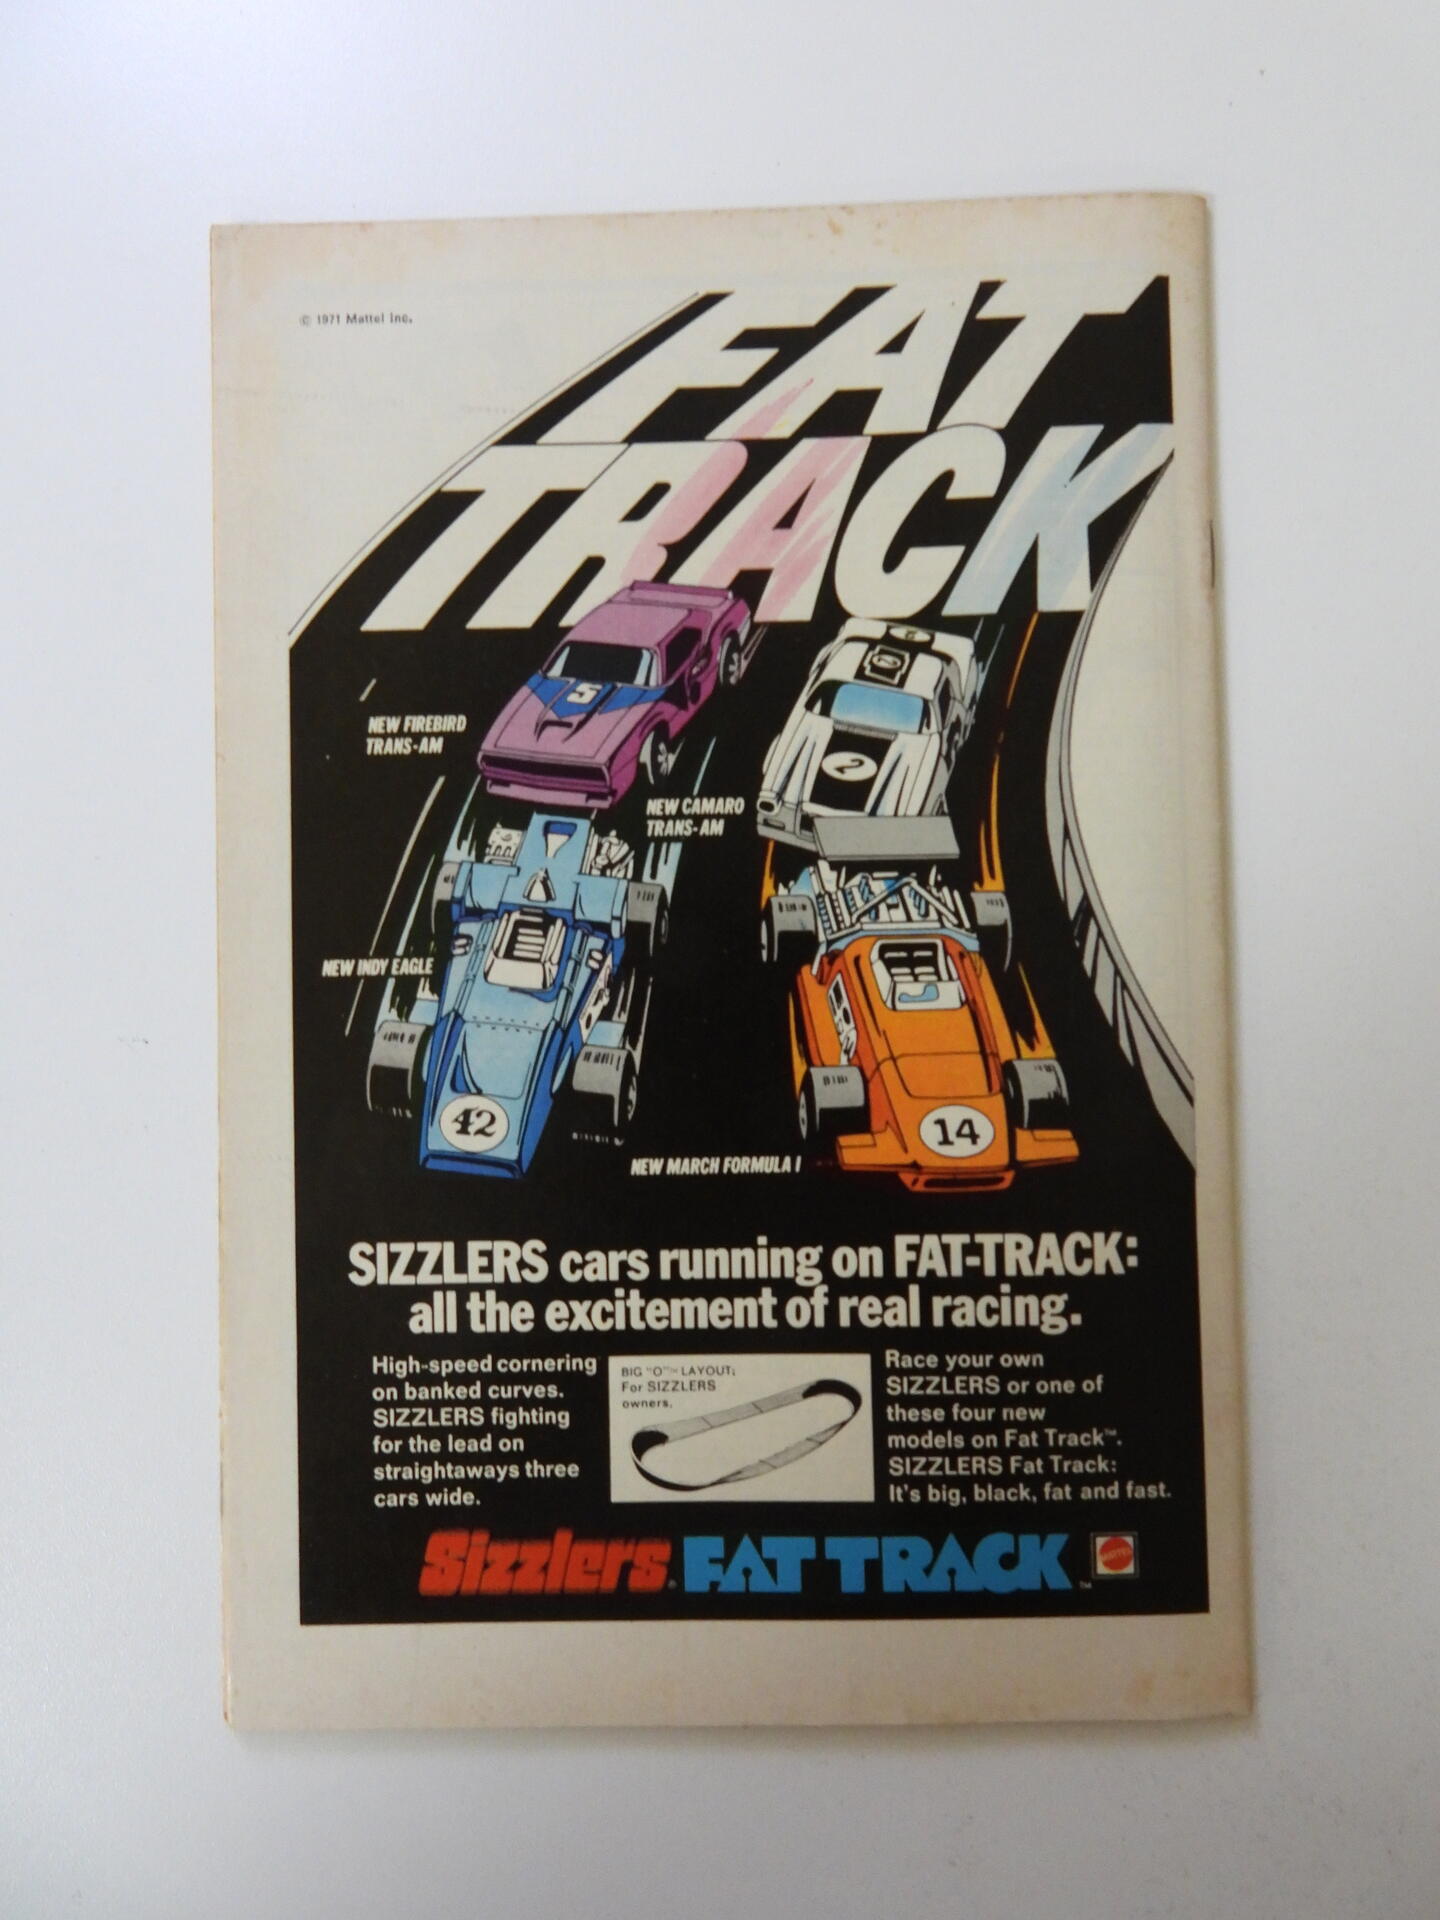 © 1971 Mattel Inc.
FAT
TRACK
5
2
2
NEW FIREBIRD
TRANS-AM
NEW CAMARO
TRANS-AM
NEW INDY EAGLE
42
14
NEW MARCH FORMULA I
SIZZLERS cars running on FAT-TRACK:
all the excitement of real racing.
High-speed cornering
on banked curves.
SIZZLERS fighting
for the lead on
straightaways three
cars wide.
BIG "O"™ LAYOUT:
For SIZZLERS
owners.
Race your own
SIZZLERS or one of
these four new
models on Fat Track™.
SIZZLERS Fat Track:
It's big, black, fat and fast.
Sizzlers® FAT TRACK™ MATTEL